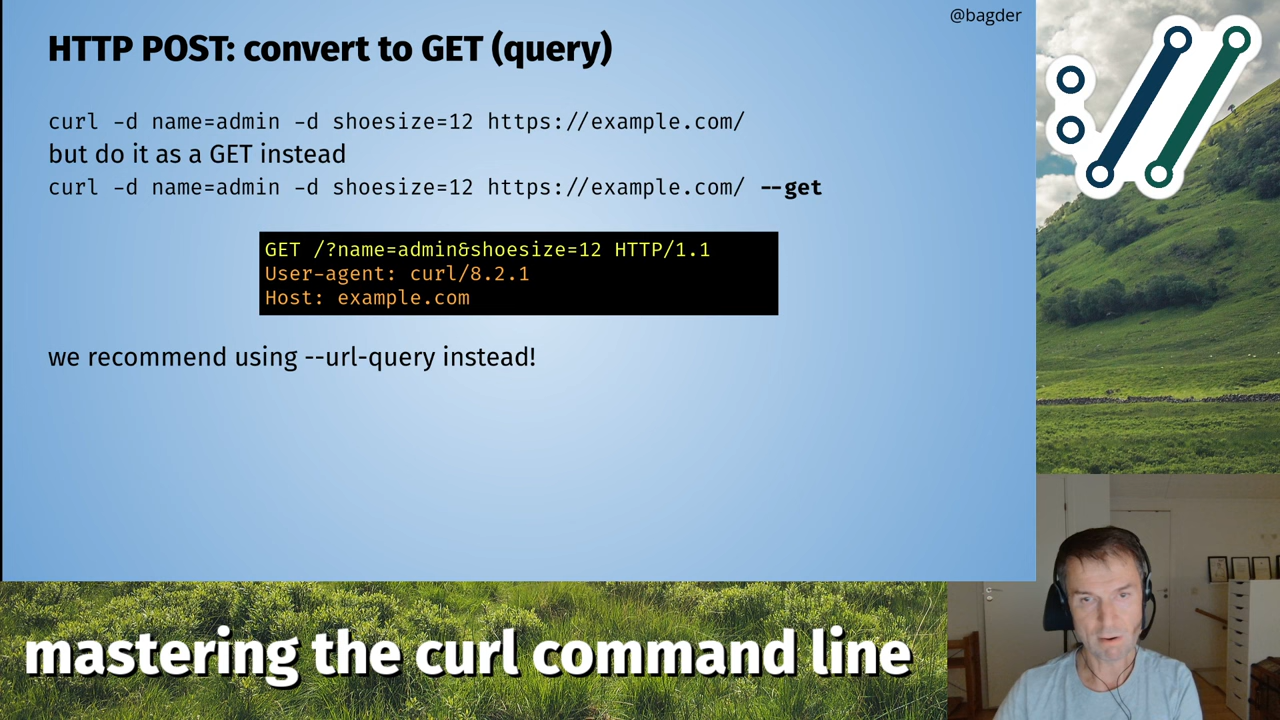 @bagder
HTTP POST: convert to GET (query)
curl -d name=admin -d shoesize=12 https://example.com/
but do it as a GET instead
curl -d name=admin -d shoesize=12 https://example.com/ --get
GET /?name=admin&shoesize=12 HTTP/1.1
User-agent: curl/8.2.1
Host: example.com
we recommend using --url-query instead!
mastering the curl command line